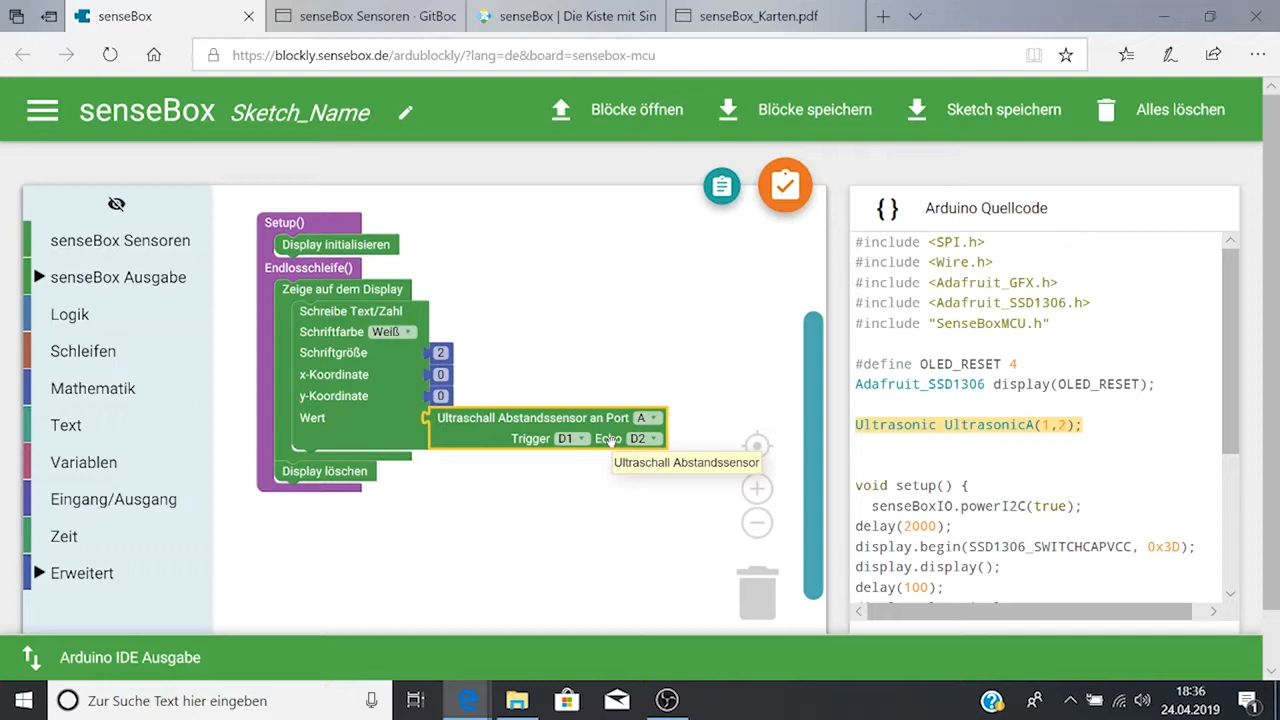 senseBox
senseBox Sensoren · GitBoc
senseBox | Die Kiste mit Sin
senseBox_Karten.pdf
https://blockly.sensebox.de/ardublockly/?lang=de&board=sensebox-mcu
senseBox Sketch_Name
Blöcke öffnen
Blöcke speichern
Sketch speichern
Alles löschen
senseBox Sensoren
senseBox Ausgabe
Logik
Schleifen
Mathematik
Text
Variablen
Eingang/Ausgang
Zeit
Erweitert
Setup()
Display initialisieren
Endlosschleife()
Zeige auf dem Display
Schreibe Text/Zahl
Schriftfarbe Weiß
Schriftgröße 2
x-Koordinate 0
y-Koordinate 0
Wert Ultraschall Abstandssensor an Port A
Trigger D1 Echo D2
Ultraschall Abstandssensor
Display löschen
{ } Arduino Quellcode
#include <SPI.h>
#include <Wire.h>
#include <Adafruit_GFX.h>
#include <Adafruit_SSD1306.h>
#include "SenseBoxMCU.h"
#define OLED_RESET 4
Adafruit_SSD1306 display(OLED_RESET);
Ultrasonic UltrasonicA(1,2);
void setup() {
senseBoxIO.powerI2C(true);
delay(2000);
display.begin(SSD1306_SWITCHCAPVCC, 0x3D);
display.display();
delay(100);
Arduino IDE Ausgabe
Zur Suche Text hier eingeben
18:36
24.04.2019
1